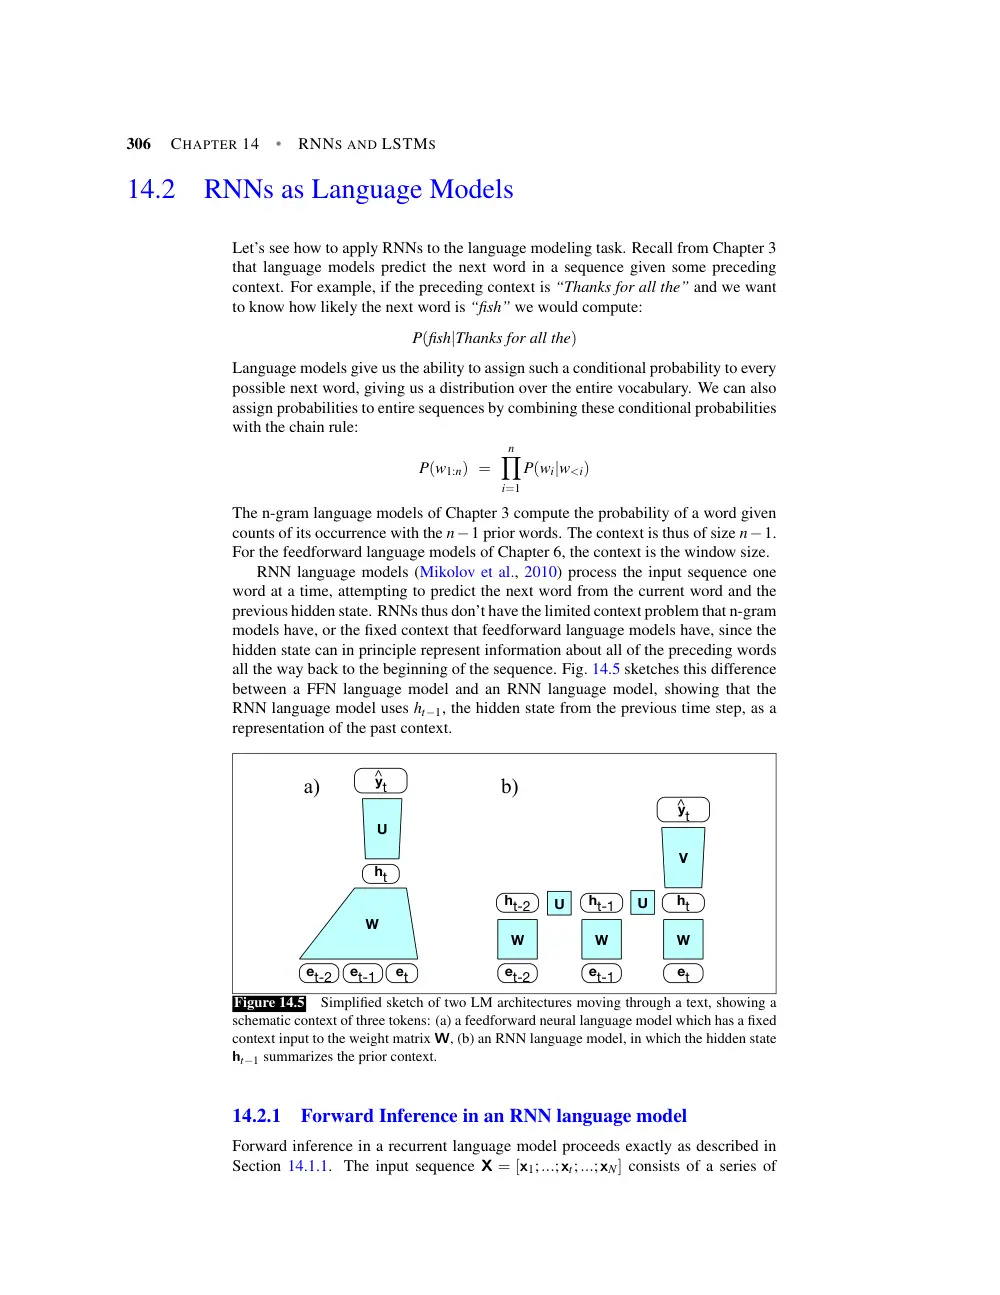 306 CHAPTER 14 • RNNS AND LSTMS
14.2 RNNs as Language Models
Let's see how to apply RNNs to the language modeling task. Recall from Chapter 3
that language models predict the next word in a sequence given some preceding
context. For example, if the preceding context is “Thanks for all the” and we want
to know how likely the next word is “fish” we would compute:
P(fish|Thanks for all the)
Language models give us the ability to assign such a conditional probability to every
possible next word, giving us a distribution over the entire vocabulary. We can also
assign probabilities to entire sequences by combining these conditional probabilities
with the chain rule:
P(w1:n) = ∏ⁿi=1 P(wi|w<i)
The n-gram language models of Chapter 3 compute the probability of a word given
counts of its occurrence with the n−1 prior words. The context is thus of size n−1.
For the feedforward language models of Chapter 6, the context is the window size.
RNN language models (Mikolov et al., 2010) process the input sequence one
word at a time, attempting to predict the next word from the current word and the
previous hidden state. RNNs thus don't have the limited context problem that n-gram
models have, or the fixed context that feedforward language models have, since the
hidden state can in principle represent information about all of the preceding words
all the way back to the beginning of the sequence. Fig. 14.5 sketches this difference
between a FFN language model and an RNN language model, showing that the
RNN language model uses ht−1, the hidden state from the previous time step, as a
representation of the past context.
a)
ŷt
U
ht
W
et-2 et-1 et
b)
ŷt
V
ht-2 U ht-1 U ht
W W W
et-2 et-1 et
Figure 14.5 Simplified sketch of two LM architectures moving through a text, showing a
schematic context of three tokens: (a) a feedforward neural language model which has a fixed
context input to the weight matrix W, (b) an RNN language model, in which the hidden state
ht−1 summarizes the prior context.
14.2.1 Forward Inference in an RNN language model
Forward inference in a recurrent language model proceeds exactly as described in
Section 14.1.1. The input sequence X = [x1;...;xt;...;xN] consists of a series of